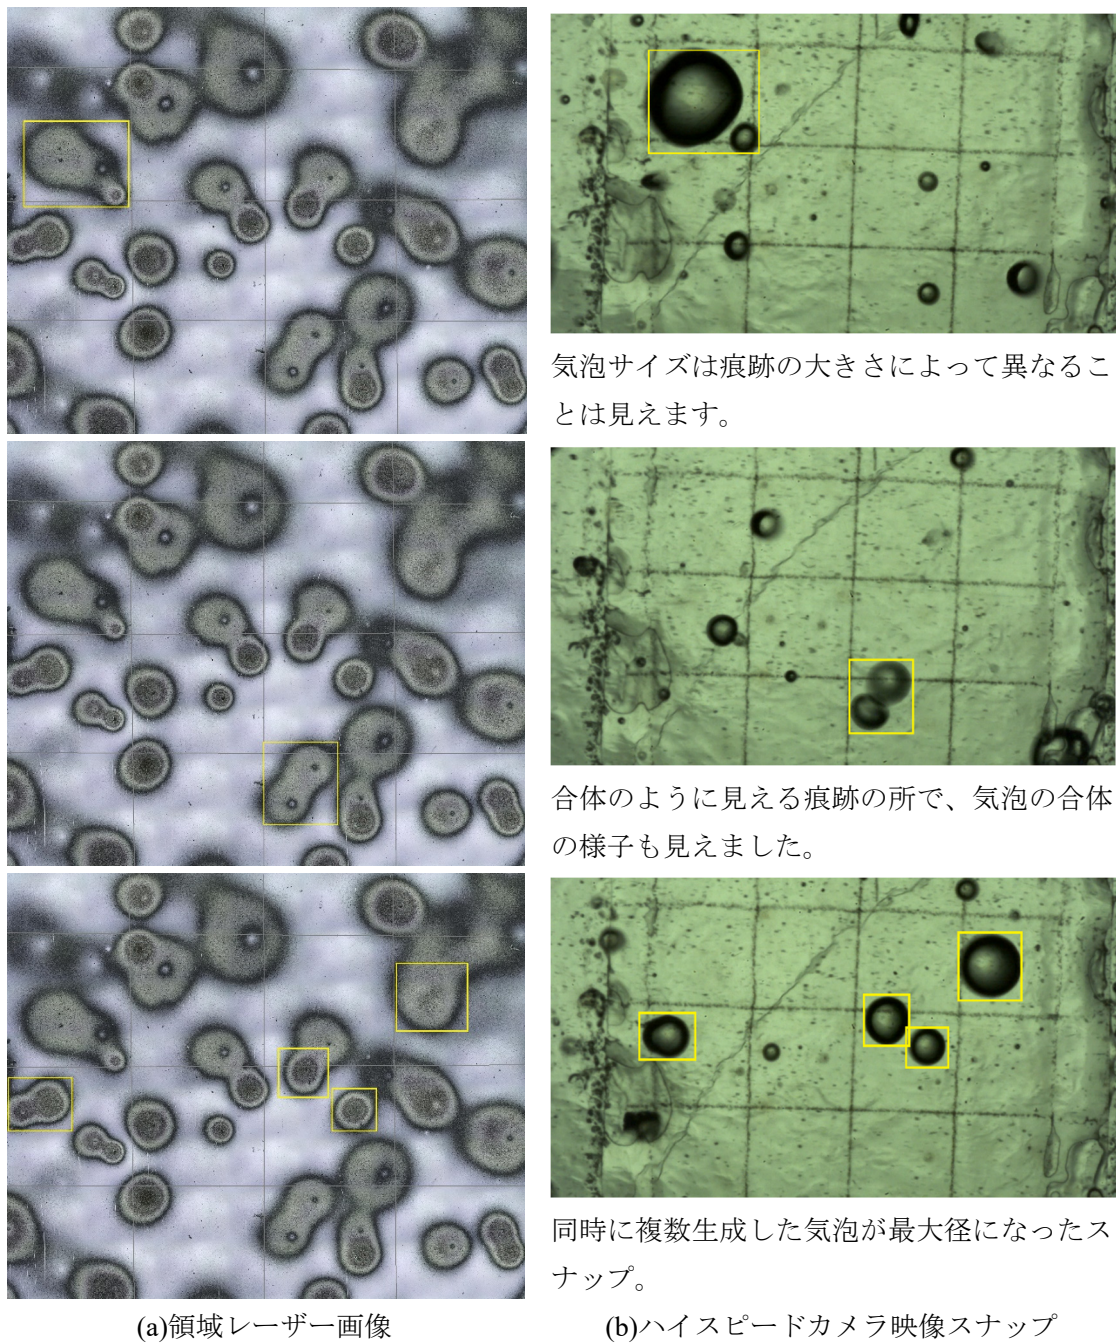 気泡サイズは痕跡の大きさによって異なるこ
とは見えます。
合体のように見える痕跡の所で、気泡の合体
の様子も見えました。
同時に複数生成した気泡が最大径になったス
ナップ。
(a)領域レーザー画像
(b)ハイスピードカメラ映像スナップ